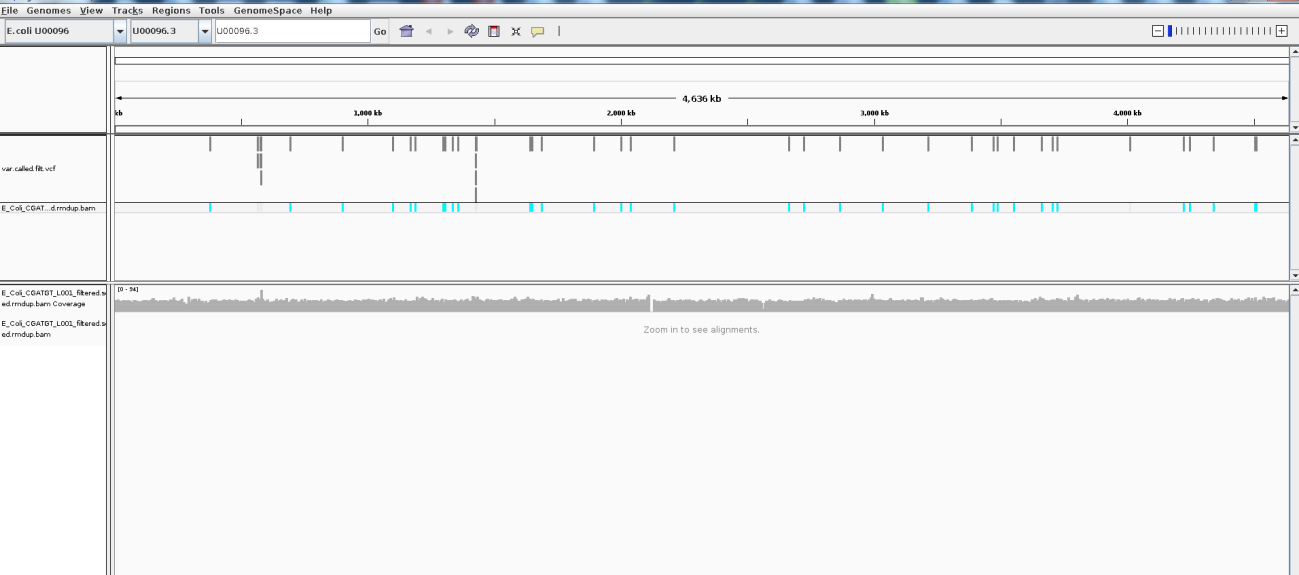 File Genomes View Tracks Regions Tools GenomeSpace Help
E.coli U00096 U00096.3 U00096.3 Go
4,636 kb
kb 1,000 kb 2,000 kb 3,000 kb 4,000 kb
var.called.filt.vcf
E_Coli_CGAT...d.rmdup.bam
E_Coli_CGATGT_L001_filtered.s
ed.rmdup.bam Coverage
[0 - 94]
E_Coli_CGATGT_L001_filtered.s
ed.rmdup.bam
Zoom in to see alignments.